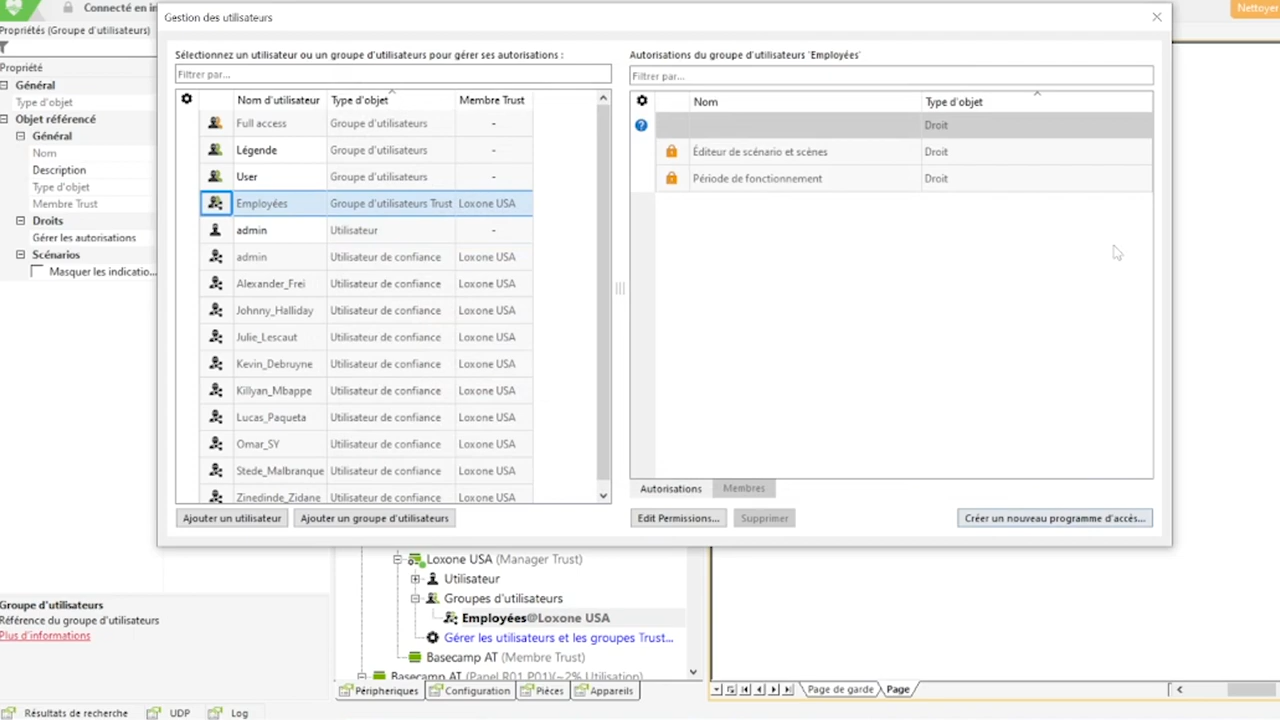 Connecté en in
Nettoyer
Propriétés (Groupe d'utilisateurs)
Propriété
Général
Type d'objet
Objet référencé
Général
Nom
Description
Type d'objet
Membre Trust
Droits
Gérer les autorisations
Scénarios
Masquer les indicatio...
Groupe d'utilisateurs
Référence du groupe d'utilisateurs
Plus d'informations
Gestion des utilisateurs
Sélectionnez un utilisateur ou un groupe d'utilisateurs pour gérer ses autorisations :
Filtrer par...
Nom d'utilisateur Type d'objet Membre Trust
Full access Groupe d'utilisateurs -
Légende Groupe d'utilisateurs -
User Groupe d'utilisateurs -
Employées Groupe d'utilisateurs Trust Loxone USA
admin Utilisateur -
admin Utilisateur de confiance Loxone USA
Alexander_Frei Utilisateur de confiance Loxone USA
Johnny_Halliday Utilisateur de confiance Loxone USA
Julie_Lescaut Utilisateur de confiance Loxone USA
Kevin_Debruyne Utilisateur de confiance Loxone USA
Killyan_Mbappe Utilisateur de confiance Loxone USA
Lucas_Paqueta Utilisateur de confiance Loxone USA
Omar_SY Utilisateur de confiance Loxone USA
Stede_Malbranque Utilisateur de confiance Loxone USA
Zinedinde_Zidane Utilisateur de confiance Loxone USA
Ajouter un utilisateur Ajouter un groupe d'utilisateurs
Autorisations du groupe d'utilisateurs 'Employées'
Filtrer par...
Nom Type d'objet
Droit
Éditeur de scénario et scènes Droit
Période de fonctionnement Droit
Autorisations Membres
Edit Permissions... Supprimer Créer un nouveau programme d'accès...
Loxone USA (Manager Trust)
Utilisateur
Groupes d'utilisateurs
Employées@Loxone USA
Gérer les utilisateurs et les groupes Trust...
Basecamp AT (Membre Trust)
Basecamp AT (Panel R01 P01)(~2% Utilisation)
Péripheriques Configuration Pièces Appareils
Page de garde Page
Résultats de recherche UDP Log